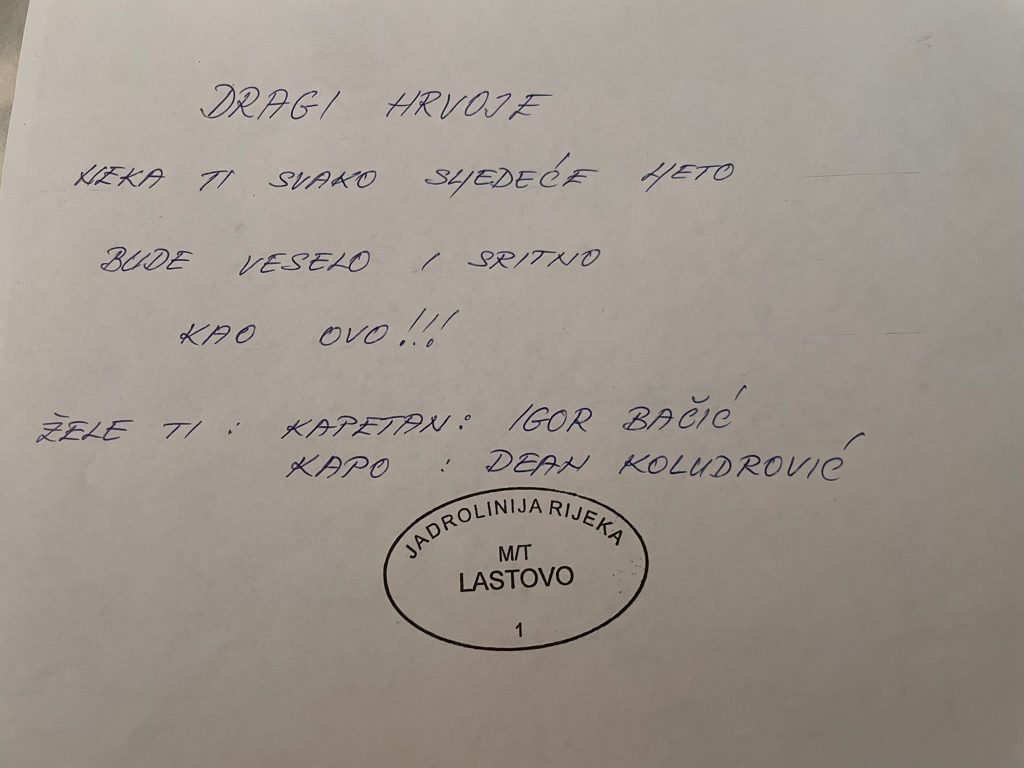 DRAGI HRVOJE
NEKA TI SVAKO SLJEDEĆE LJETO
BUDE VESELO I SRITNO
KAO OVO!!!
ŽELE TI : KAPETAN: IGOR BAČIĆ
KAPO : DEAN KOLUDROVIĆ
JADROLINIJA RIJEKA
M/T
LASTOVO
1